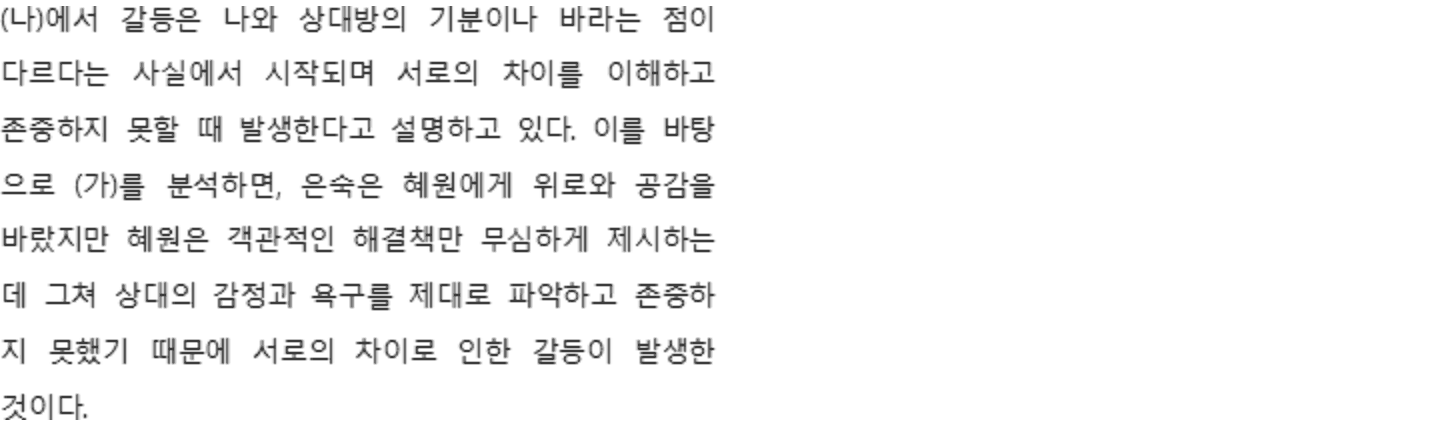 (나)에서 갈등은 나와 상대방의 기분이나 바라는 점이
다르다는 사실에서 시작되며 서로의 차이를 이해하고
존중하지 못할 때 발생한다고 설명하고 있다. 이를 바탕
으로 (가)를 분석하면, 은숙은 혜원에게 위로와 공감을
바랐지만 혜원은 객관적인 해결책만 무심하게 제시하는
데 그쳐 상대의 감정과 욕구를 제대로 파악하고 존중하
지 못했기 때문에 서로의 차이로 인한 갈등이 발생한
것이다.